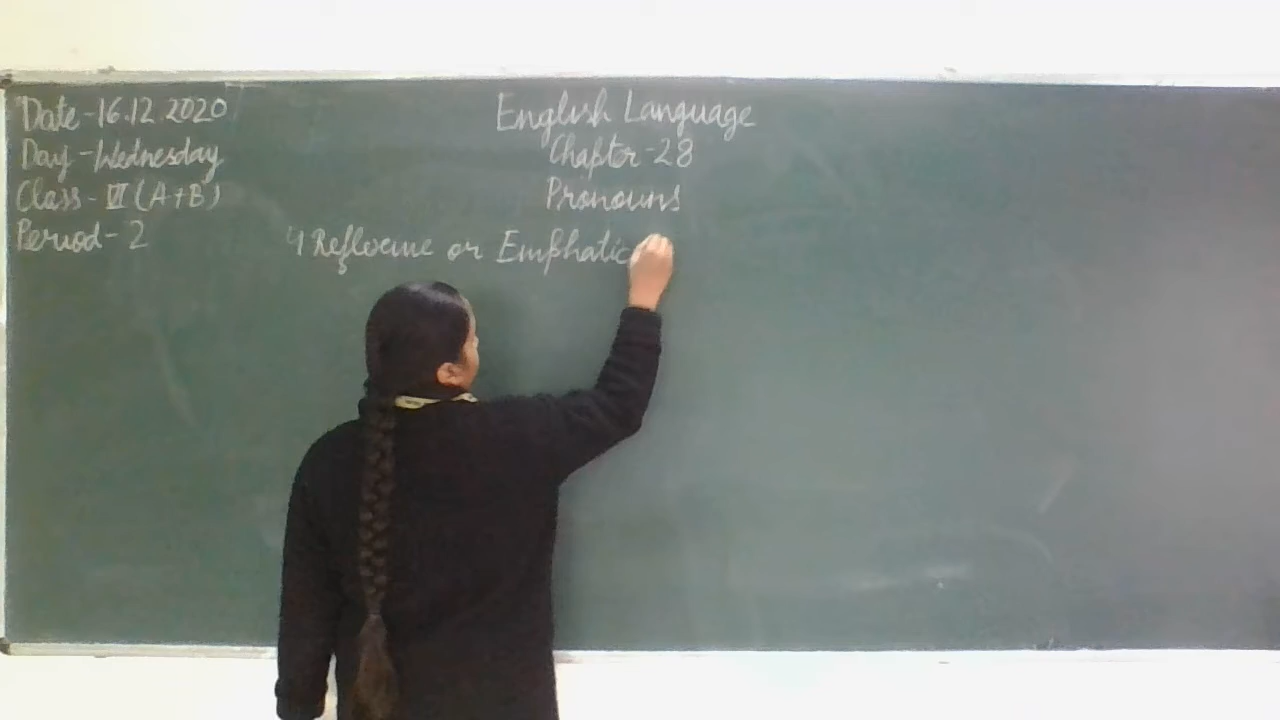 Date-16.12.2020
Day-Wednesday
Class-VI (A+B)
Period-2
English Language
Chapter-28
Pronouns
4 Reflexive or Emphatic